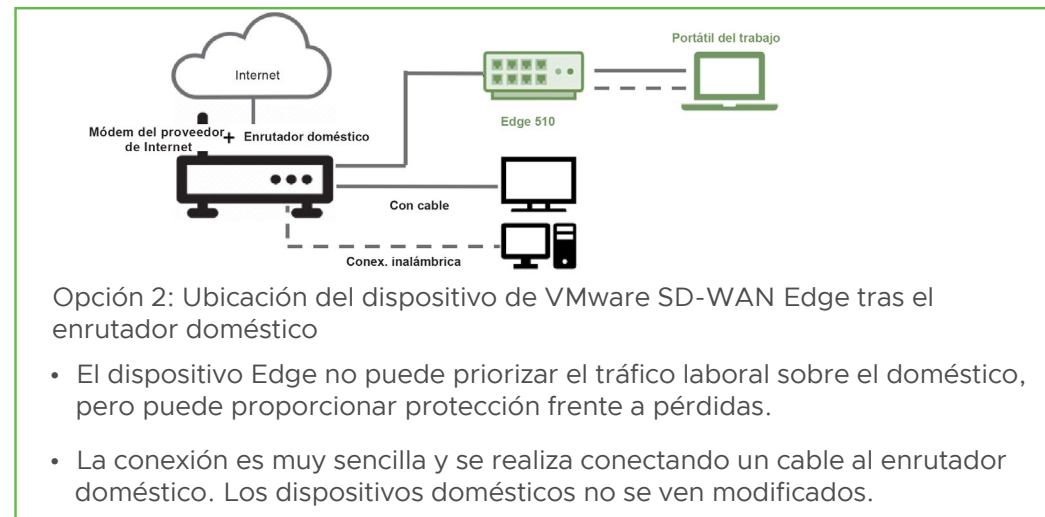 Portátil del trabajo
Internet
Edge 510
Módem del proveedor
de Internet
+
Enrutador doméstico
Con cable
Conex. inalámbrica
Opción 2: Ubicación del dispositivo de VMware SD-WAN Edge tras el
enrutador doméstico
• El dispositivo Edge no puede priorizar el tráfico laboral sobre el doméstico,
pero puede proporcionar protección frente a pérdidas.
• La conexión es muy sencilla y se realiza conectando un cable al enrutador
doméstico. Los dispositivos domésticos no se ven modificados.